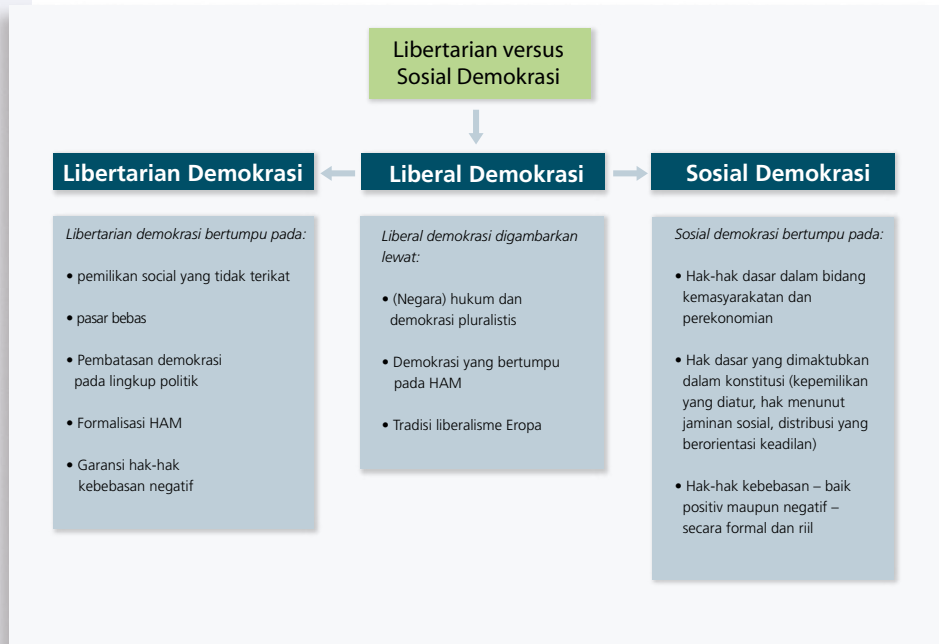 Libertarian versus
Sosial Demokrasi
Libertarian Demokrasi
Liberal Demokrasi
Sosial Demokrasi
Libertarian demokrasi bertumpu pada:
• pemilikan social yang tidak terikat
• pasar bebas
• Pembatasan demokrasi
pada lingkup politik
• Formalisasi HAM
• Garansi hak-hak
kebebasan negatif
Liberal demokrasi digambarkan
lewat:
• (Negara) hukum dan
demokrasi pluralistis
• Demokrasi yang bertumpu
pada HAM
• Tradisi liberalisme Eropa
Sosial demokrasi bertumpu pada:
• Hak-hak dasar dalam bidang
kemasyarakatan dan
perekonomian
• Hak dasar yang dimaktubkan
dalam konstitusi (kepemilikan
yang diatur, hak menunut
jaminan sosial, distribusi yang
berorientasi keadilan)
• Hak-hak kebebasan – baik
positiv maupun negatif –
secara formal dan riil